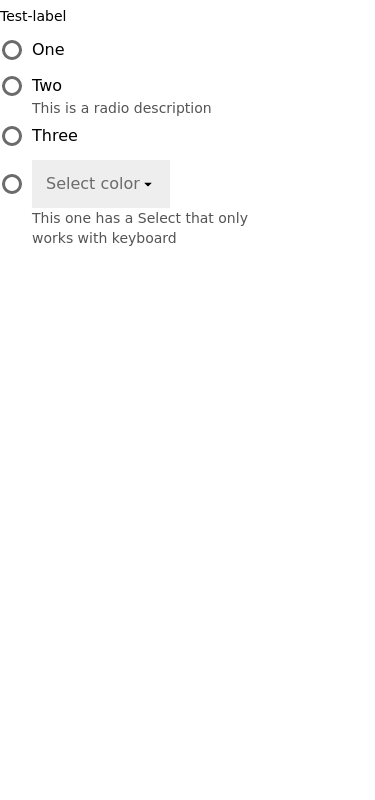 Test-label
One
Two
This is a radio description
Three
Select color
This one has a Select that only
works with keyboard